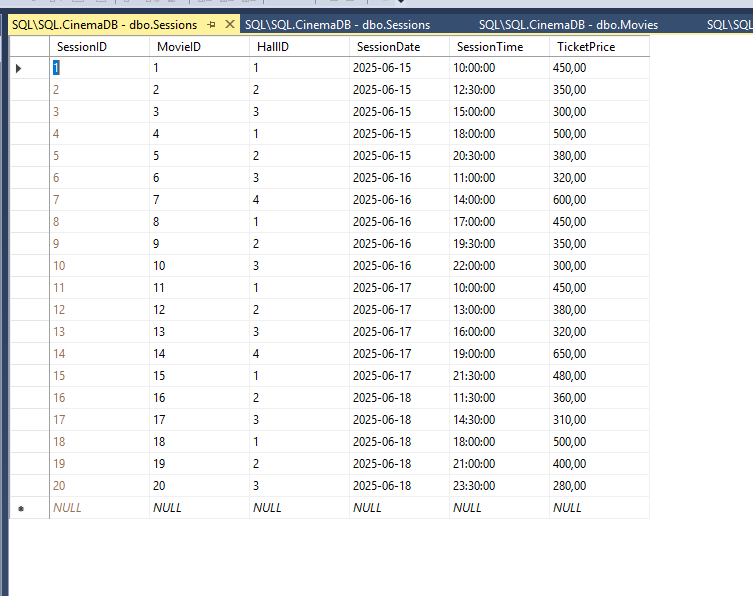 SQL\SQL.CinemaDB - dbo.Sessions SQL\SQL.CinemaDB - dbo.Sessions SQL\SQL.CinemaDB - dbo.Movies SQL\SQL
SessionID MovieID HallID SessionDate SessionTime TicketPrice
1 1 1 2025-06-15 10:00:00 450,00
2 2 2 2025-06-15 12:30:00 350,00
3 3 3 2025-06-15 15:00:00 300,00
4 4 1 2025-06-15 18:00:00 500,00
5 5 2 2025-06-15 20:30:00 380,00
6 6 3 2025-06-16 11:00:00 320,00
7 7 4 2025-06-16 14:00:00 600,00
8 8 1 2025-06-16 17:00:00 450,00
9 9 2 2025-06-16 19:30:00 350,00
10 10 3 2025-06-16 22:00:00 300,00
11 11 1 2025-06-17 10:00:00 450,00
12 12 2 2025-06-17 13:00:00 380,00
13 13 3 2025-06-17 16:00:00 320,00
14 14 4 2025-06-17 19:00:00 650,00
15 15 1 2025-06-17 21:30:00 480,00
16 16 2 2025-06-18 11:30:00 360,00
17 17 3 2025-06-18 14:30:00 310,00
18 18 1 2025-06-18 18:00:00 500,00
19 19 2 2025-06-18 21:00:00 400,00
20 20 3 2025-06-18 23:30:00 280,00
NULL NULL NULL NULL NULL NULL